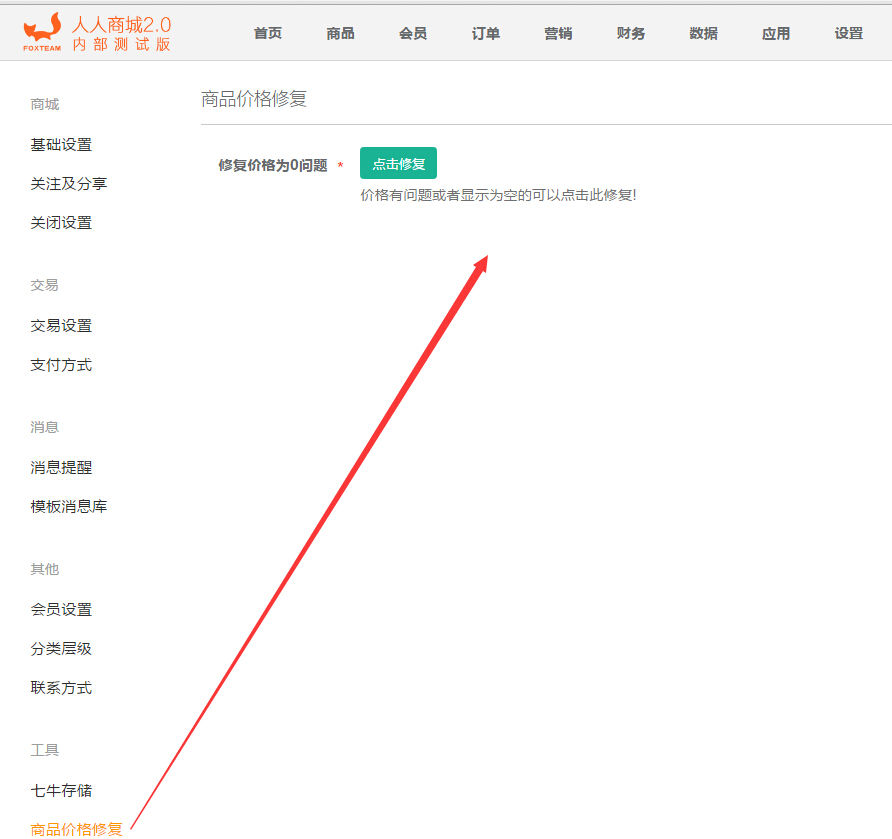 人人商城2.0
内部测试版
FOXTEAM
首页 商品 会员 订单 营销 财务 数据 应用 设置
商城
基础设置
关注及分享
关闭设置
交易
交易设置
支付方式
消息
消息提醒
模板消息库
其他
会员设置
分类层级
联系方式
工具
七牛存储
商品价格修复
商品价格修复
修复价格为0问题 * 点击修复
价格有问题或者显示为空的可以点击此修复!